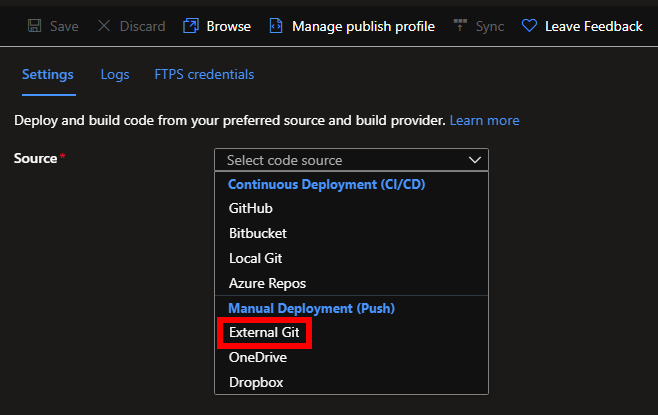 Save Discard Browse Manage publish profile Sync Leave Feedback
Settings Logs FTPS credentials
Deploy and build code from your preferred source and build provider. Learn more
Source* Select code source
Continuous Deployment (CI/CD)
GitHub
Bitbucket
Local Git
Azure Repos
Manual Deployment (Push)
External Git
OneDrive
Dropbox